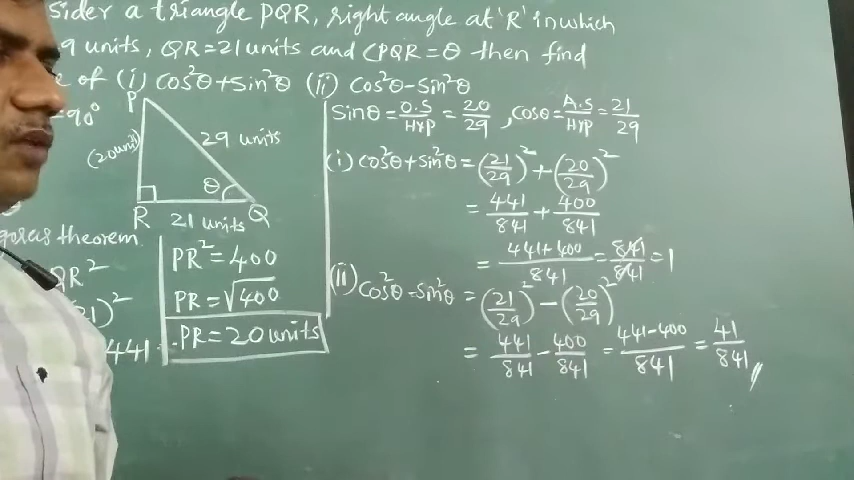 sider a triangle PQR, right angle at 'R' in which
9 units, QR=21 units and ∠PQR=θ then find
e of (i) Cos²θ+Sin²θ (ii) Cos²θ-Sin²θ
=90°
P
29 units
(20 units)
θ
R 21 units Q
goras theorem
QR²
21)²
441
PR²=400
PR=√400
PR=20 units
Sinθ=O.S/Hyp=20/29, Cosθ=A.S/Hyp=21/29
(i) Cos²θ+Sin²θ=(21/29)²+(20/29)²
=441/841+400/841
=441+400/841=841/841=1
(ii) Cos²θ-Sin²θ=(21/29)²-(20/29)²
=441/841-400/841=441-400/841=41/841//